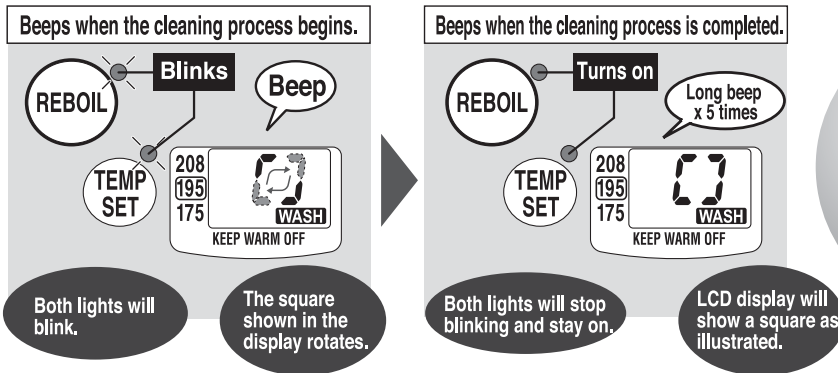 Beeps when the cleaning process begins.
REBOIL
Blinks
Beep
TEMP
SET
208
195
175
WASH
KEEP WARM OFF
Both lights will
blink.
The square
shown in the
display rotates.
Beeps when the cleaning process is completed.
REBOIL
Turns on
Long beep
x 5 times
TEMP
SET
208
195
175
WASH
KEEP WARM OFF
Both lights will stop
blinking and stay on.
LCD display will
show a square as
illustrated.